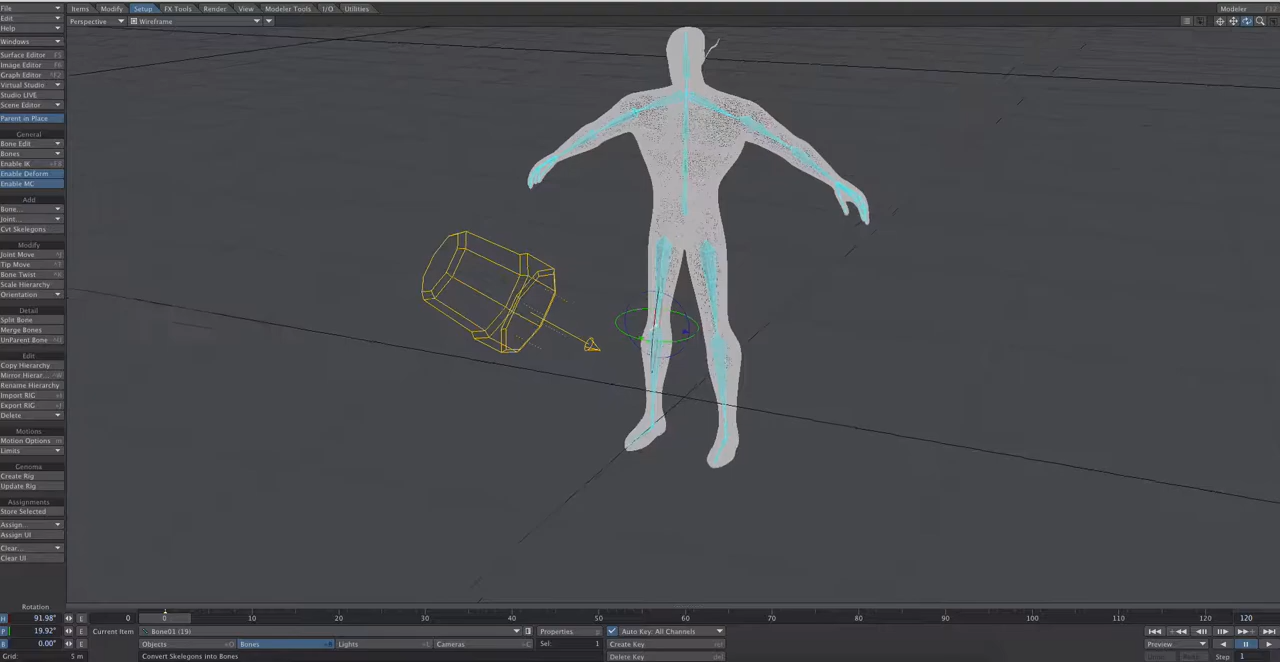 File Items Modify Setup FX Tools Render View Modeler Tools I/O Utilities Modeler F12
Edit Perspective Wireframe
Help
Windows
Surface Editor F5
Image Editor F6
Graph Editor ^F2
Virtual Studio
Studio LIVE
Scene Editor
Parent in Place
General
Bone Edit
Bones
Enable IK
Enable Deform
Enable MC
Add
Bone...
Joint...
Cvt Skelegons
Modify
Joint Move ^J
Tip Move
Bone Twist ^K
Scale Hierarchy
Orientation
Detail
Split Bone
Merge Bones
UnParent Bone
Edit
Copy Hierarchy
Mirror Hierar...
Rename Hierarchy
Import RIG
Export RIG
Delete
Motions
Motion Options m
Limits
Genoma
Create Rig
Update Rig
Assignments
Store Selected
Assign...
Assign UI
Clear...
Clear UI
Rotation
H 91.98° E 0 0 10 20 30 40 50 60 70 80 90 100 110 120 120
P 19.92° E Current Item Bone01 (19) Properties Auto Key: All Channels
B 0.00° E Objects Bones Lights Cameras Sel: 1 Create Key Preview
Grid: 5 m Convert Skelegons into Bones Delete Key Step 1